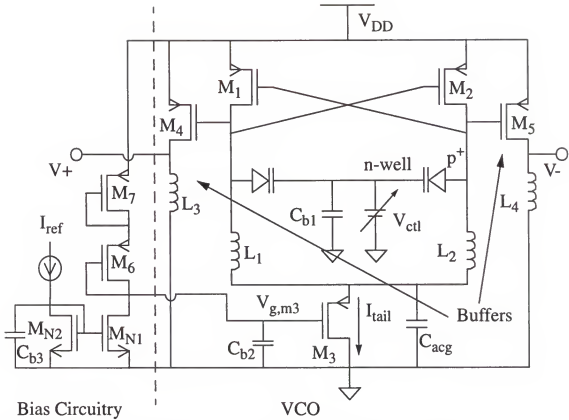 V_DD
M_1
M_2
M_4
M_5
V+
n-well
p^+
V-
M_7
L_3
C_b1
V_ctl
L_4
I_ref
L_1
L_2
M_6
V_g,m3
I_tail
Buffers
M_N2
M_N1
C_b3
C_b2
M_3
C_acg
Bias Circuitry
VCO